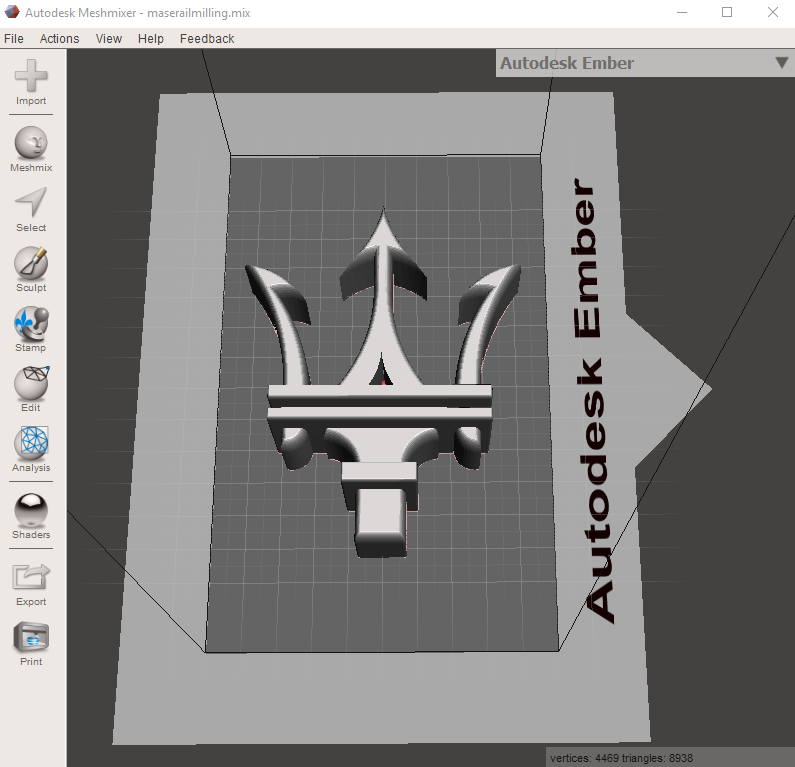 Autodesk Meshmixer - maserailmilling.mix
File Actions View Help Feedback
Autodesk Ember
Import
Meshmix
Select
Sculpt
Stamp
Edit
Analysis
Shaders
Export
Print
Autodesk Ember
vertices: 4469 triangles: 8938